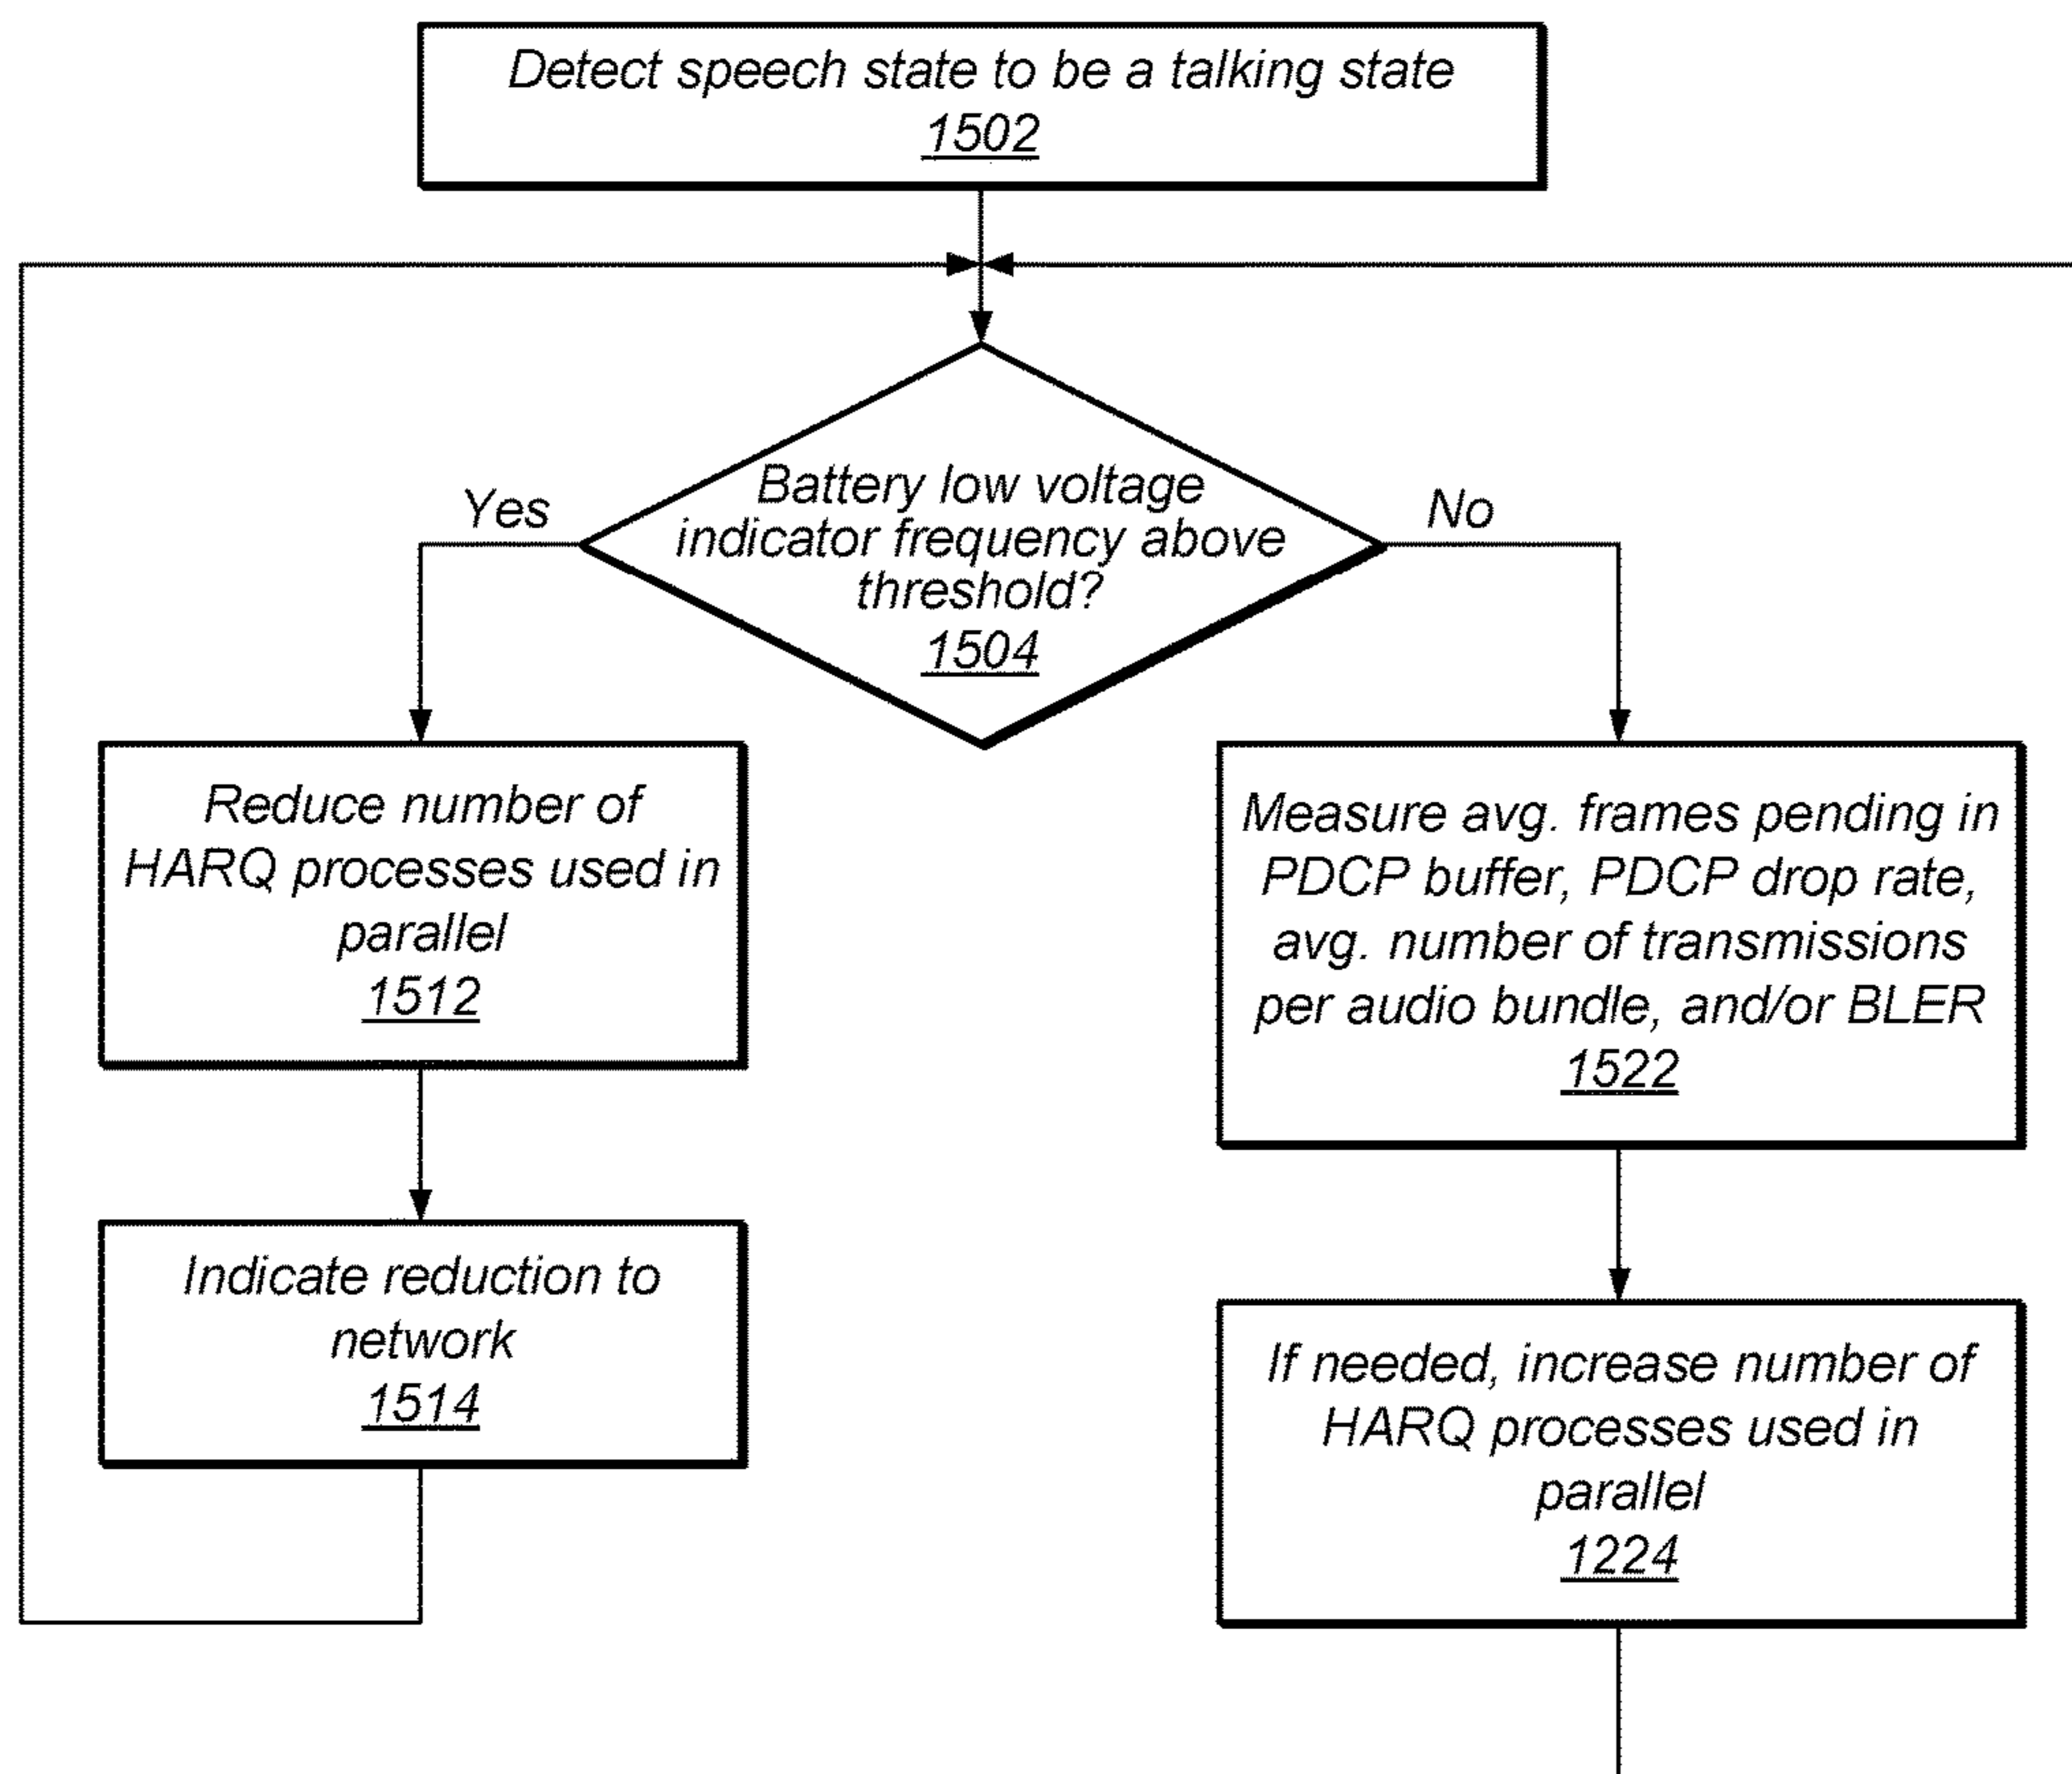 Detect speech state to be a talking state
1502
Battery low voltage
indicator frequency above
threshold?
1504
Yes
No
Reduce number of
HARQ processes used in
parallel
1512
Measure avg. frames pending in
PDCP buffer, PDCP drop rate,
avg. number of transmissions
per audio bundle, and/or BLER
1522
Indicate reduction to
network
1514
If needed, increase number of
HARQ processes used in
parallel
1224